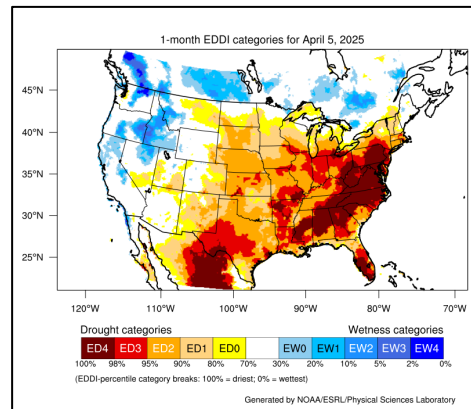 1-month EDDI categories for April 5, 2025
45°N
40°N
35°N
30°N
25°N
120°W 110°W 100°W 90°W 80°W 70°W
Drought categories Wetness categories
ED4 ED3 ED2 ED1 ED0 EW0 EW1 EW2 EW3 EW4
100% 98% 95% 90% 80% 70% 30% 20% 10% 5% 2% 0%
(EDDI-percentile category breaks: 100% = driest; 0% = wettest)
Generated by NOAA/ESRL/Physical Sciences Laboratory